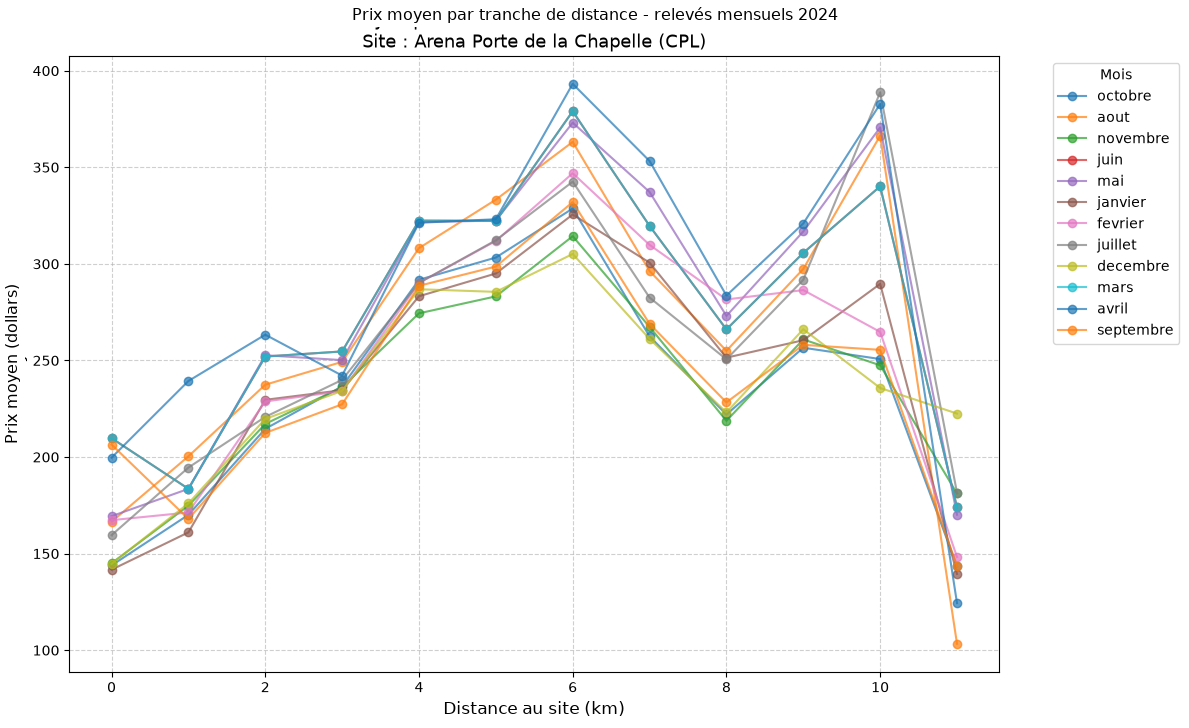 Prix moyen par tranche de distance - relevés mensuels 2024
Site : Arena Porte de la Chapelle (CPL)
400
350
300
250
200
150
100
Prix moyen (dollars)
0
2
4
6
8
10
Distance au site (km)
Mois
octobre
aout
novembre
juin
mai
janvier
fevrier
juillet
decembre
mars
avril
septembre